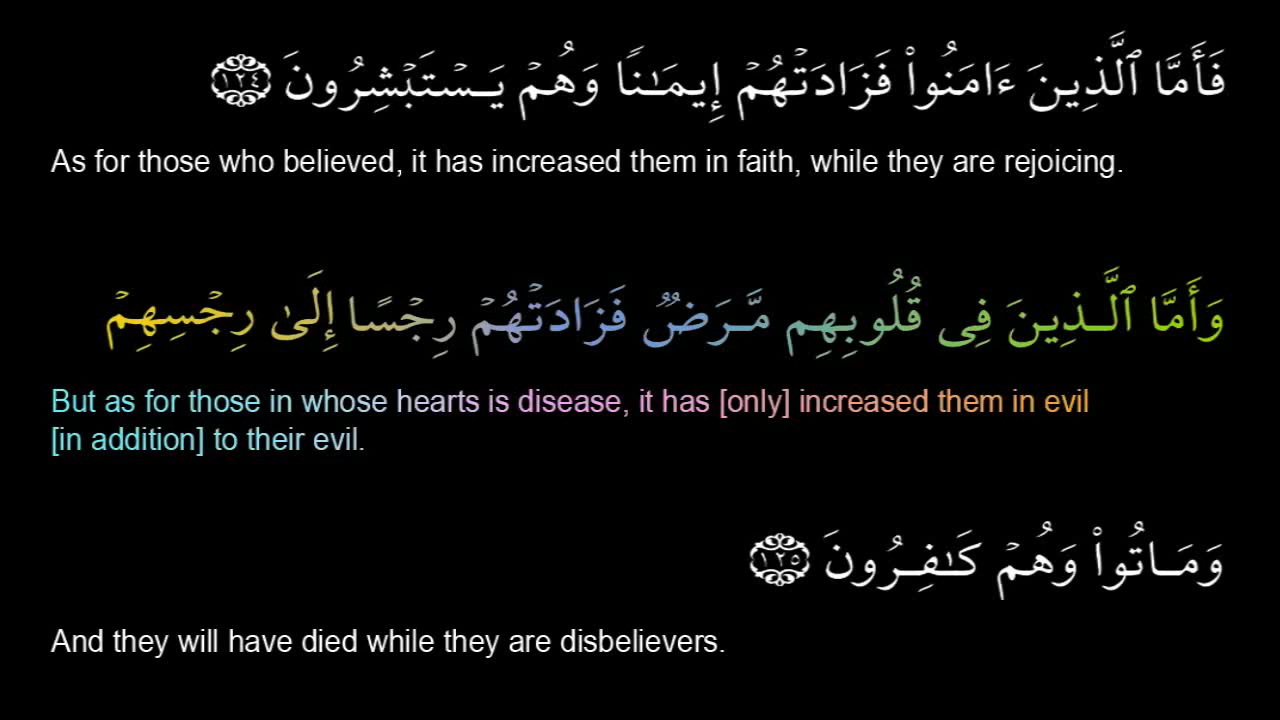 فَأَمَّا ٱلَّذِينَ ءَامَنُوا۟ فَزَادَتْهُمْ إِيمَـٰنًا وَهُمْ يَسْتَبْشِرُونَ ١٢٤
As for those who believed, it has increased them in faith, while they are rejoicing.
وَأَمَّا ٱلَّذِينَ فِى قُلُوبِهِم مَّرَضٌ فَزَادَتْهُمْ رِجْسًا إِلَىٰ رِجْسِهِمْ
But as for those in whose hearts is disease, it has [only] increased them in evil
[in addition] to their evil.
وَمَاتُوا۟ وَهُمْ كَـٰفِرُونَ ١٢٥
And they will have died while they are disbelievers.